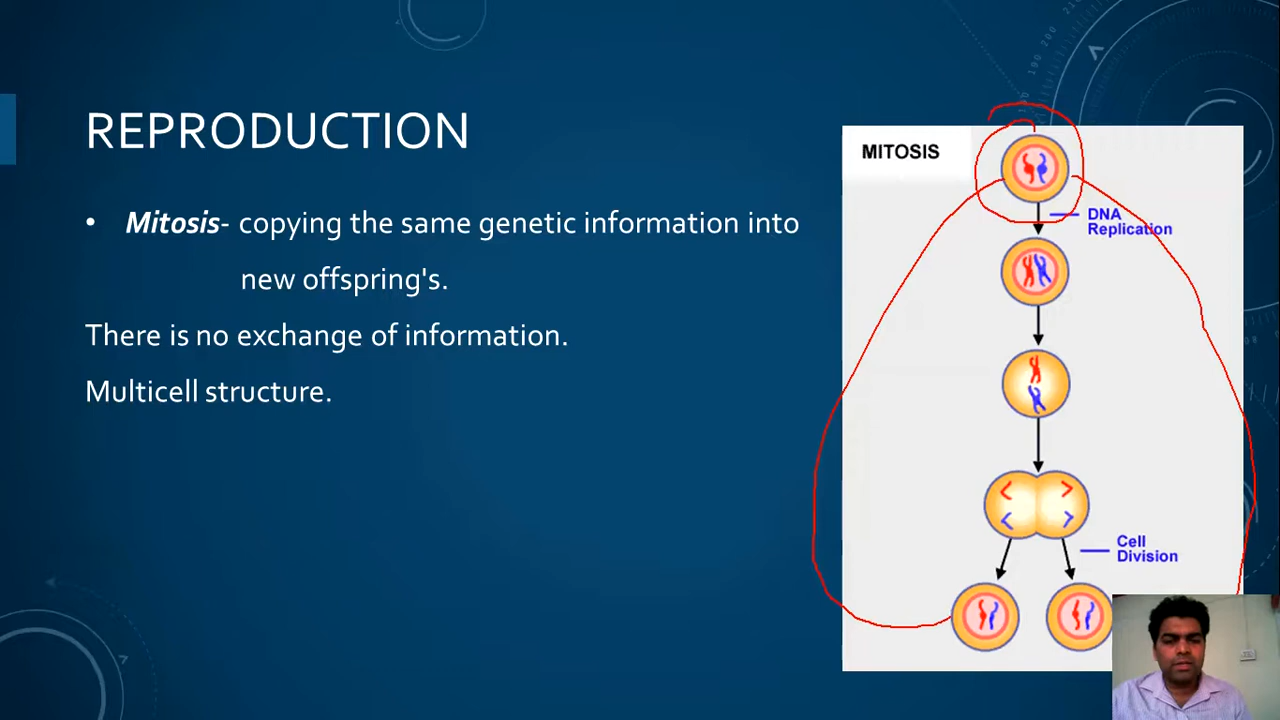 REPRODUCTION
• Mitosis- copying the same genetic information into
new offspring's.
There is no exchange of information.
Multicell structure.
MITOSIS
DNA
Replication
Cell
Division